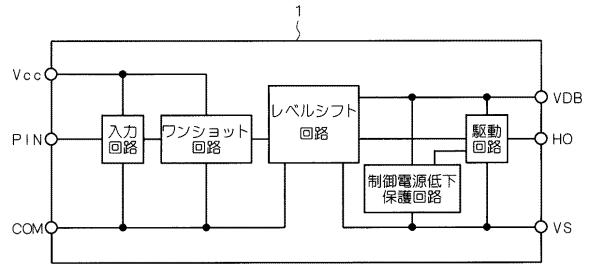 1
Vcc
PIN
COM
入力
回路
ワンショット
回路
レベルシフト
回路
制御電源低下
保護回路
駆動
回路
VDB
HO
VS